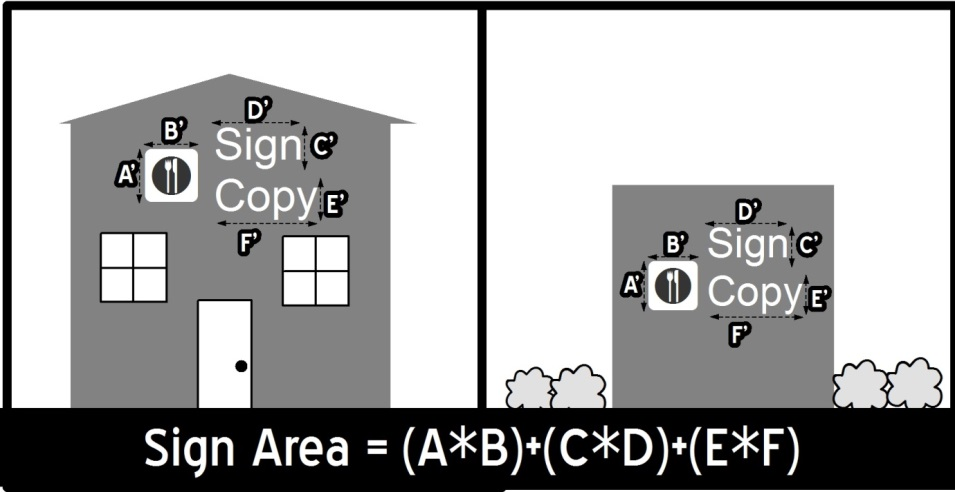 D’
B’
Sign
C’
A’
Copy
E’
F’
D’
B’
Sign
C’
A’
Copy
E’
F’
Sign Area = (A*B)+(C*D)+(E*F)